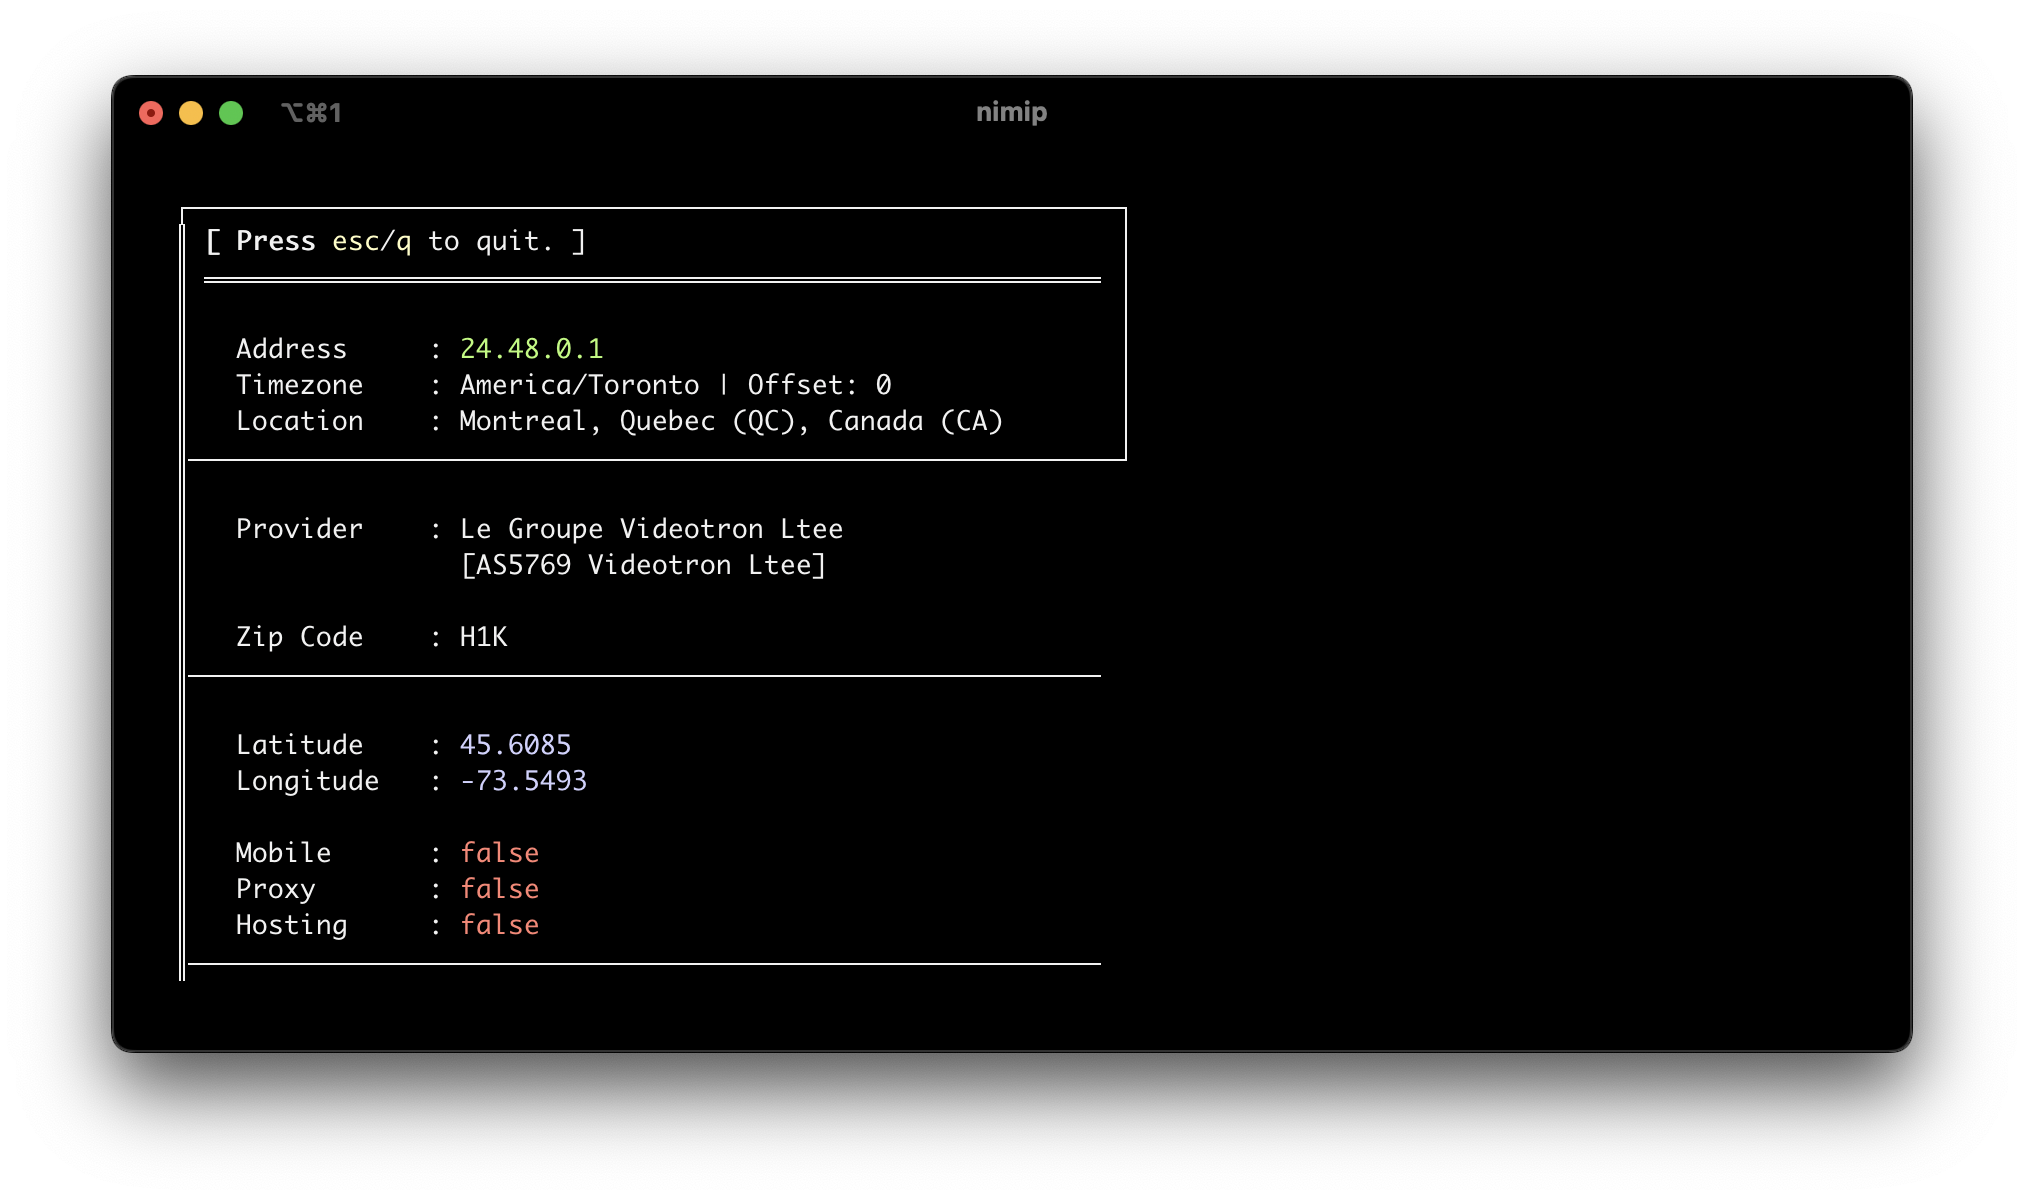 ⌥⌘1 nimip
[ Press esc/q to quit. ]
Address : 24.48.0.1
Timezone : America/Toronto | Offset: 0
Location : Montreal, Quebec (QC), Canada (CA)
Provider : Le Groupe Videotron Ltee
[AS5769 Videotron Ltee]
Zip Code : H1K
Latitude : 45.6085
Longitude : -73.5493
Mobile : false
Proxy : false
Hosting : false